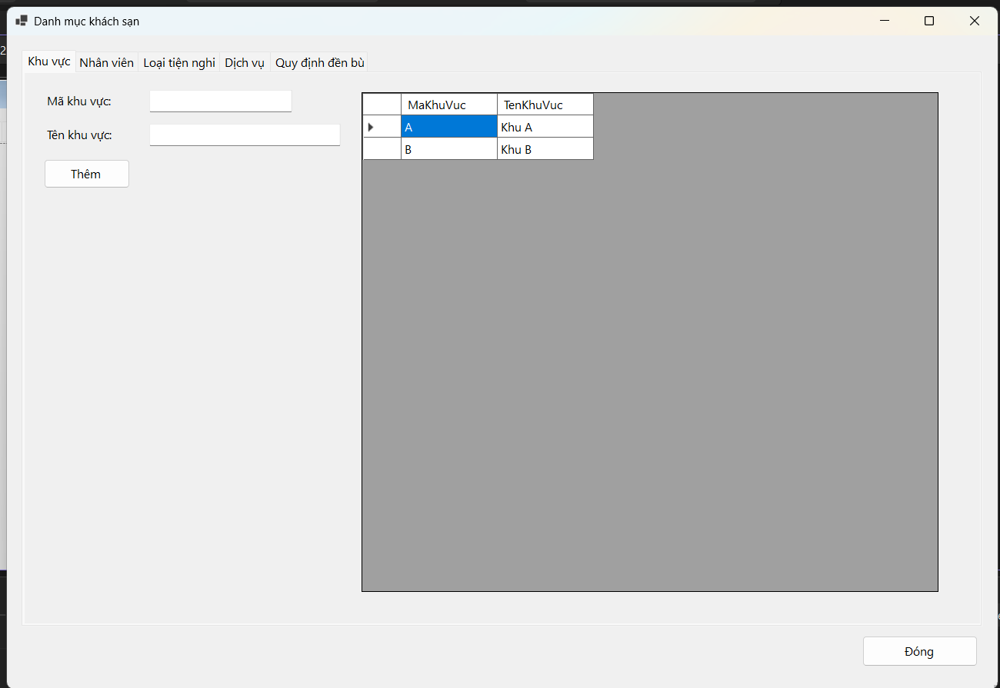 Danh mục khách sạn
2
Khu vực Nhân viên Loại tiện nghi Dịch vụ Quy định đền bù
Mã khu vực:
Tên khu vực:
Thêm
MaKhuVuc TenKhuVuc
A Khu A
B Khu B
Đóng